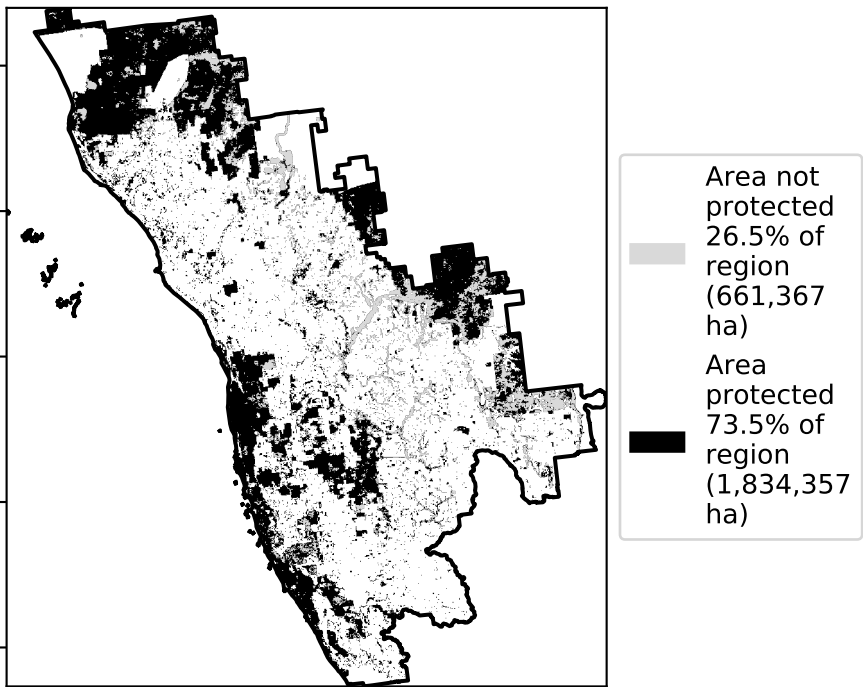 Area not
protected
26.5% of
region
(661,367
ha)
Area
protected
73.5% of
region
(1,834,357
ha)